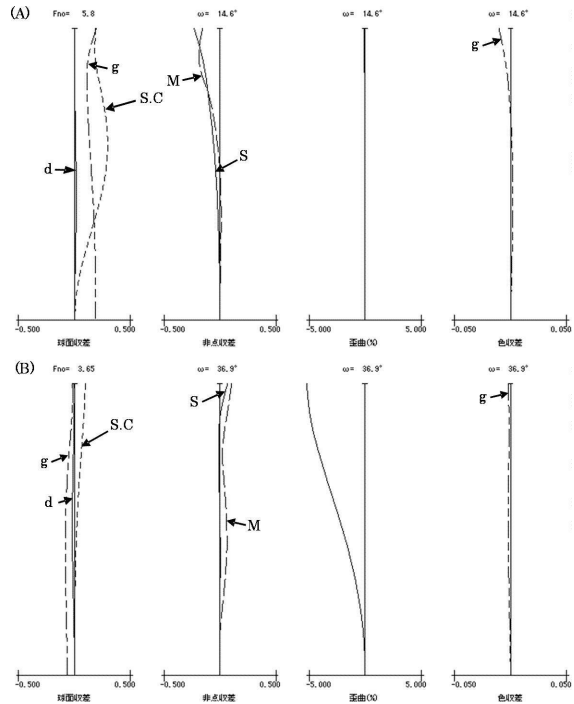 (A)
Fno= 5.8
ω= 14.6°
ω= 14.6°
ω= 14.6°
g
S.C
d
M
S
g
-0.500 0.500
球面収差
-0.500 0.500
非点収差
-5.000 5.000
歪曲(%)
-0.050 0.050
色収差
(B)
Fno= 3.65
ω= 36.9°
ω= 36.9°
ω= 36.9°
S.C
g
d
S
M
g
-0.500 0.500
球面収差
-0.500 0.500
非点収差
-5.000 5.000
歪曲(%)
-0.050 0.050
色収差